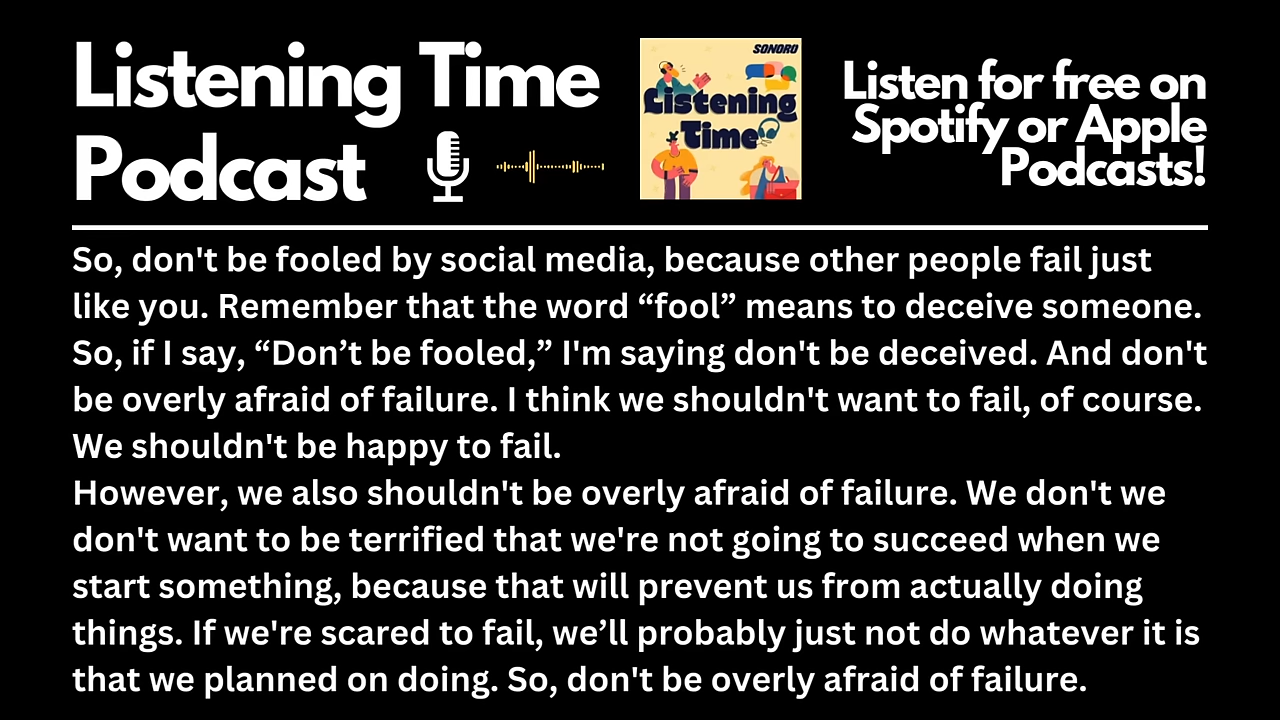 Listening Time
Podcast
SONORO
Listening
Time
Listen for free on
Spotify or Apple
Podcasts!
So, don't be fooled by social media, because other people fail just
like you. Remember that the word “fool” means to deceive someone.
So, if I say, “Don’t be fooled,” I'm saying don't be deceived. And don't
be overly afraid of failure. I think we shouldn't want to fail, of course.
We shouldn't be happy to fail.
However, we also shouldn't be overly afraid of failure. We don't we
don't want to be terrified that we're not going to succeed when we
start something, because that will prevent us from actually doing
things. If we're scared to fail, we’ll probably just not do whatever it is
that we planned on doing. So, don't be overly afraid of failure.